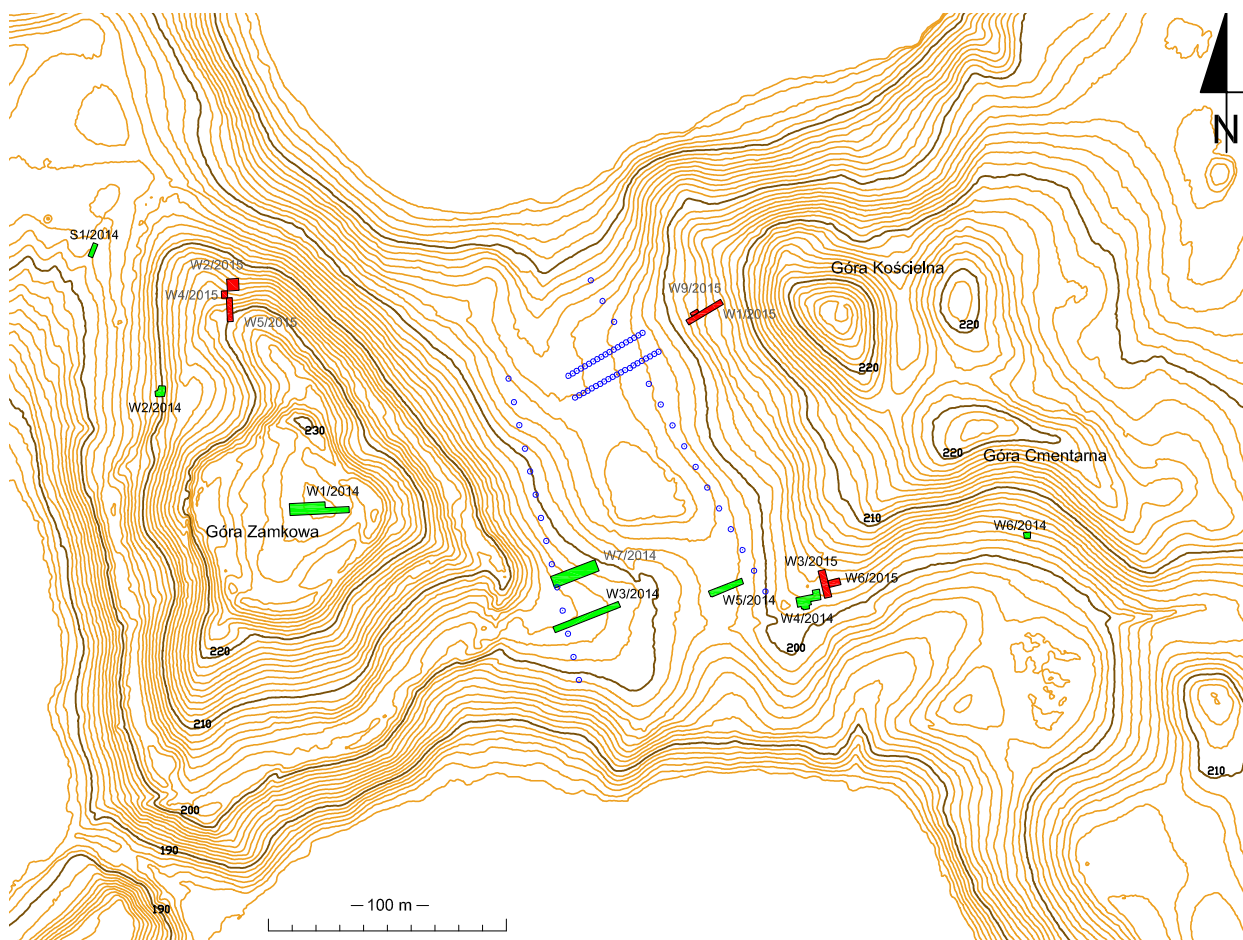 N
S1/2014
W2/2015
W4/2015
W5/2015
W9/2015
W1/2015
Góra Kościelna
220
220
W2/2014
230
220
Góra Cmentarna
W1/2014
Góra Zamkowa
210
W6/2014
W7/2014
W3/2015
W6/2015
W3/2014
W5/2014
W4/2014
200
220
210
210
200
190
190
100 m